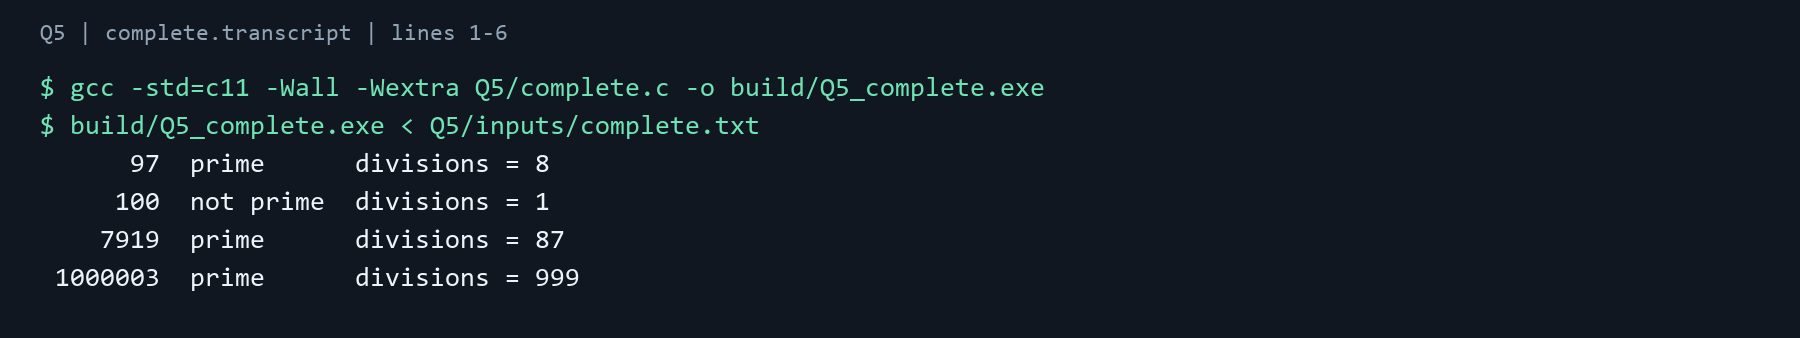 Q5 | complete.transcript | lines 1-6
$ gcc -std=c11 -Wall -Wextra Q5/complete.c -o build/Q5_complete.exe
$ build/Q5_complete.exe < Q5/inputs/complete.txt
      97  prime      divisions = 8
     100  not prime  divisions = 1
    7919  prime      divisions = 87
 1000003  prime      divisions = 999